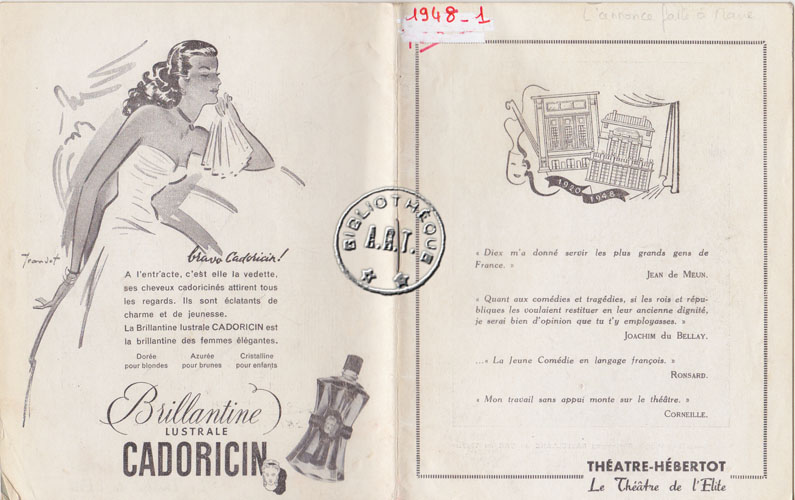 bravo Cadoricin!
A l'entr'acte, c'est elle la vedette,
ses cheveux cadoricinés attirent tous
les regards. Ils sont éclatants de
charme et de jeunesse.
La Brillantine lustrale CADORICIN est
la brillantine des femmes élégantes.
Dorée Azurée Cristalline
pour blondes pour brunes pour enfants
Brillantine
LUSTRALE
CADORICIN
BIBLIOTHÈQUE
A.R.T.
1948_1
L'annonce faite à Marie
1920 1948
« Diex m'a donné servir les plus grands gens de
France. »
JEAN de MEUN.
« Quant aux comédies et tragédies, si les rois et répu-
bliques les voulaient restituer en leur ancienne dignité,
je serai bien d'opinion que tu t'y employasses. »
JOACHIM du BELLAY.
...« La Jeune Comédie en langage françois. »
RONSARD.
« Mon travail sans appui monte sur le théâtre. »
CORNEILLE.
THÉATRE-HÉBERTOT
Le Théâtre de l'Elite